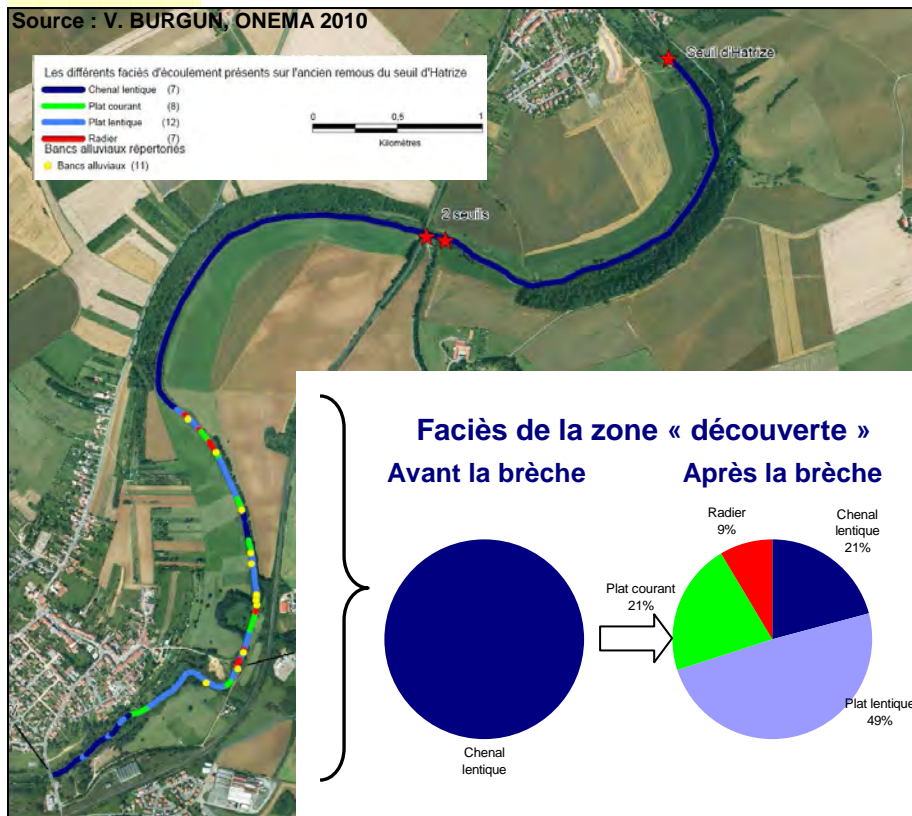 Source : V. BURGUN, ONEMA 2010
Les différents faciès d'écoulement présents sur l'ancien remous du seuil d'Hatrize
Chenal lentique (7)
Plat courant (8)
Plat lentique (12)
Radier (7)
Bancs alluviaux répertoriés
Bancs alluviaux (11)
0 0,5 1
Kilomètres
Seuil d'Hatrize
2 seuils
Faciès de la zone « découverte »
Avant la brèche
Après la brèche
Chenal
lentique
Radier
9%
Chenal
lentique
21%
Plat courant
21%
Plat lentique
49%